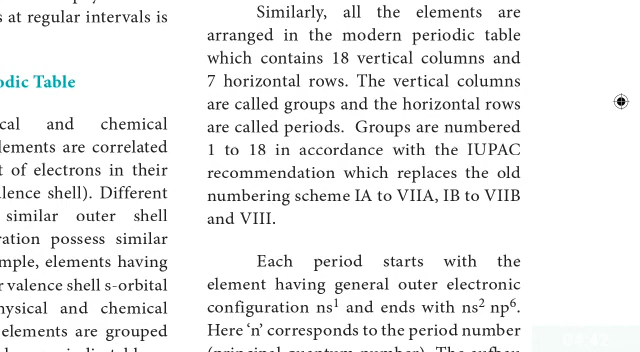 s at regular intervals is
odic Table
cal and chemical
lements are correlated
t of electrons in their
lence shell). Different
similar outer shell
ration possess similar
mple, elements having
r valence shell s-orbital
hysical and chemical
elements are grouped
Similarly, all the elements are
arranged in the modern periodic table
which contains 18 vertical columns and
7 horizontal rows. The vertical columns
are called groups and the horizontal rows
are called periods. Groups are numbered
1 to 18 in accordance with the IUPAC
recommendation which replaces the old
numbering scheme IA to VIIA, IB to VIIB
and VIII.
Each period starts with the
element having general outer electronic
configuration ns¹ and ends with ns² np⁶.
Here ‘n’ corresponds to the period number
(principal quantum number). The aufbau